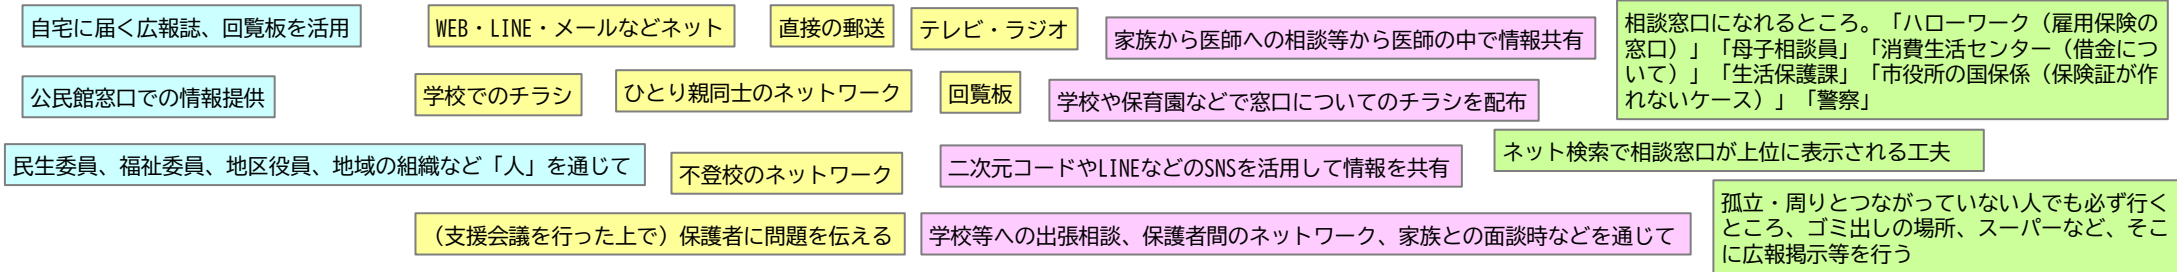 自宅に届く広報誌、回覧板を活用
公民館窓口での情報提供
民生委員、福祉委員、地区役員、地域の組織など「人」を通じて
WEB・LINE・メールなどネット
直接の郵送
テレビ・ラジオ
学校でのチラシ
ひとり親同士のネットワーク
回覧板
不登校のネットワーク
（支援会議を行った上で）保護者に問題を伝える
家族から医師への相談等から医師の中で情報共有
学校や保育園などで窓口についてのチラシを配布
二次元コードやLINEなどのSNSを活用して情報を共有
学校等への出張相談、保護者間のネットワーク、家族との面談時などを通じて
相談窓口になれるところ。「ハローワーク（雇用保険の
窓口）」「母子相談員」「消費生活センター（借金につ
いて）」「生活保護課」「市役所の国保係（保険証が作
れないケース）」「警察」
ネット検索で相談窓口が上位に表示される工夫
孤立・周りとつながっていない人でも必ず行く
ところ、ゴミ出しの場所、スーパーなど、そこ
に広報掲示等を行う